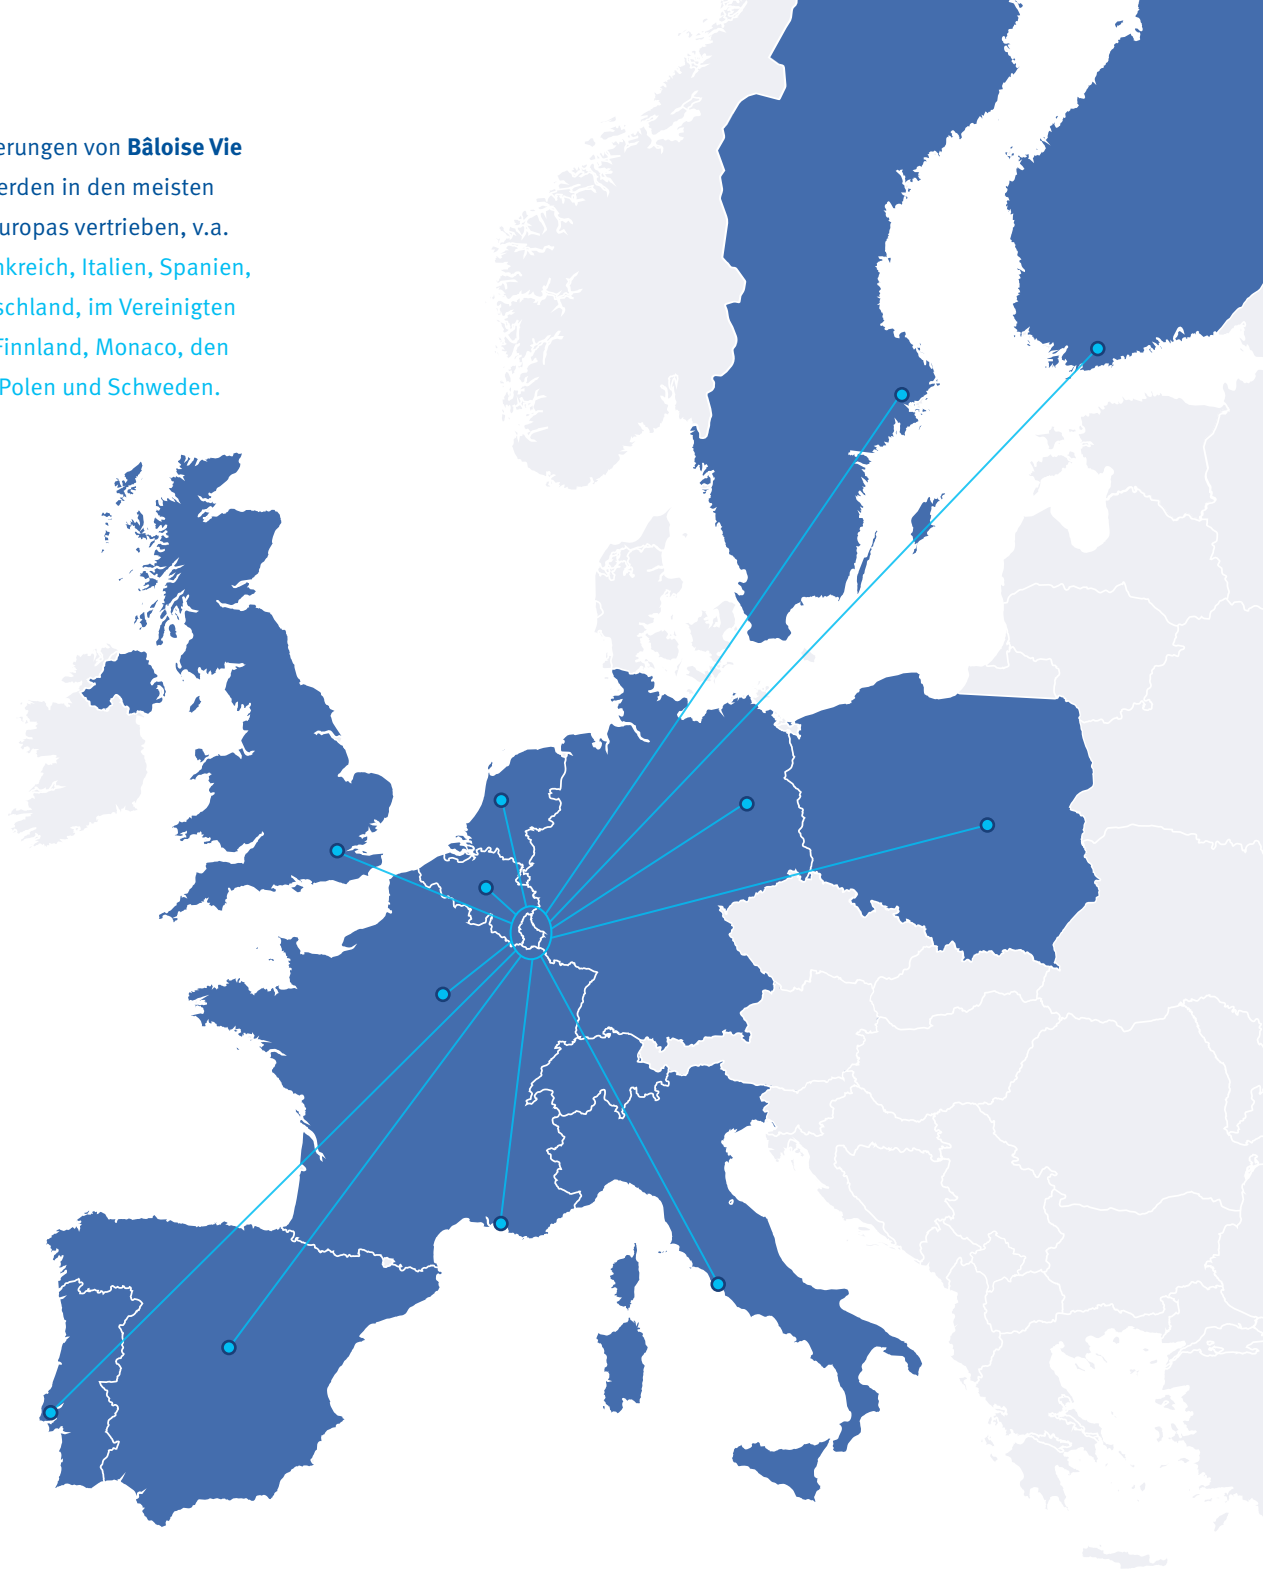 erungen von Bâloise Vie
erden in den meisten
uropas vertrieben, v.a.
nkreich, Italien, Spanien,
schland, im Vereinigten
Finnland, Monaco, den
Polen und Schweden.